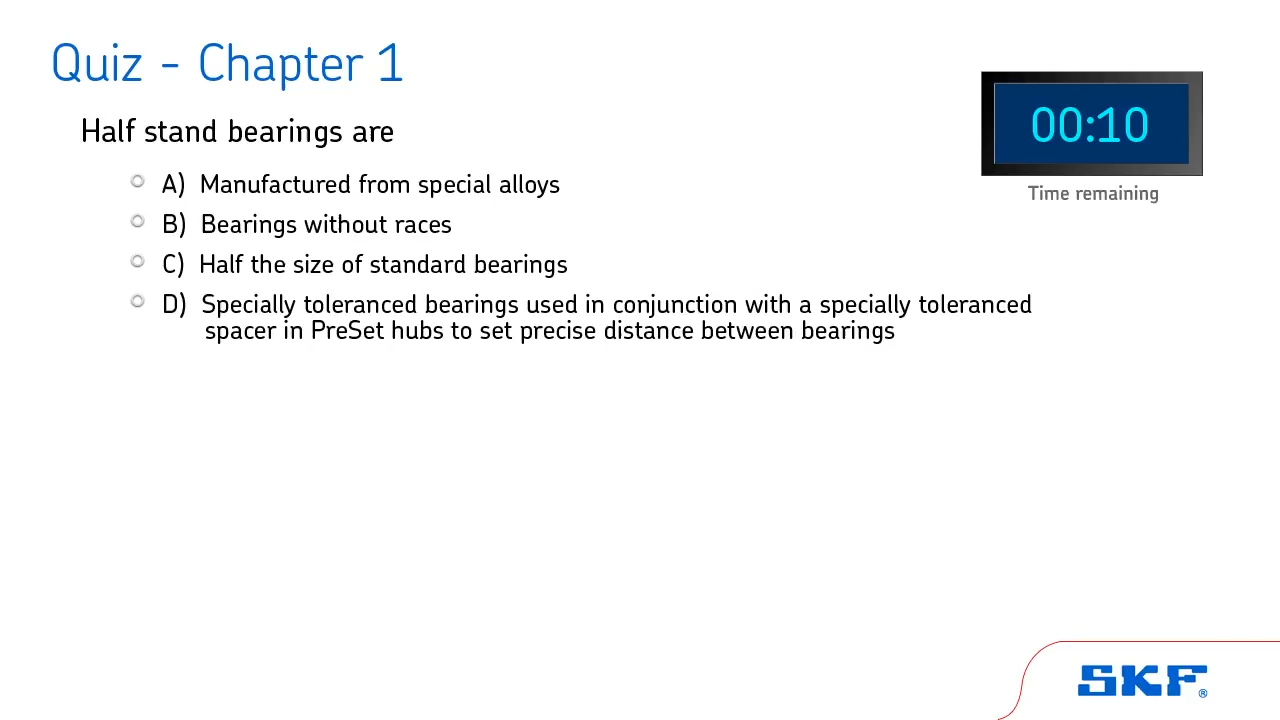 Quiz - Chapter 1
00:10
Time remaining
Half stand bearings are
A) Manufactured from special alloys
B) Bearings without races
C) Half the size of standard bearings
D) Specially toleranced bearings used in conjunction with a specially toleranced
spacer in PreSet hubs to set precise distance between bearings
SKF®